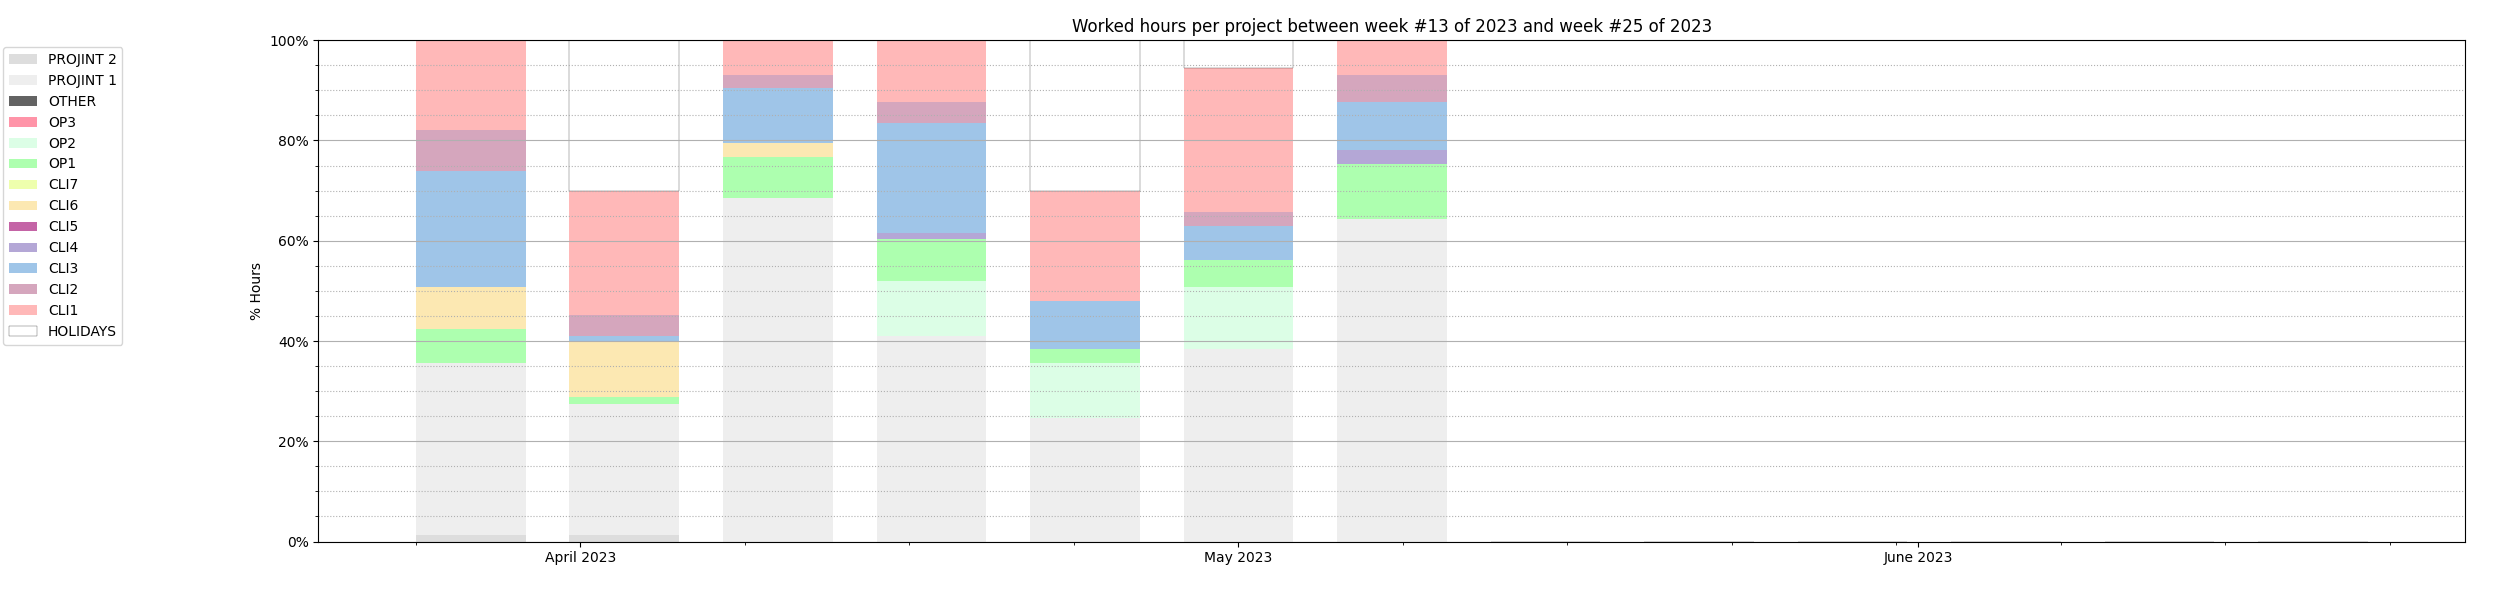 Worked hours per project between week #13 of 2023 and week #25 of 2023
PROJINT 2
PROJINT 1
OTHER
OP3
OP2
OP1
CLI7
CLI6
CLI5
CLI4
CLI3
CLI2
CLI1
HOLIDAYS
% Hours
100%
80%
60%
40%
20%
0%
April 2023
May 2023
June 2023